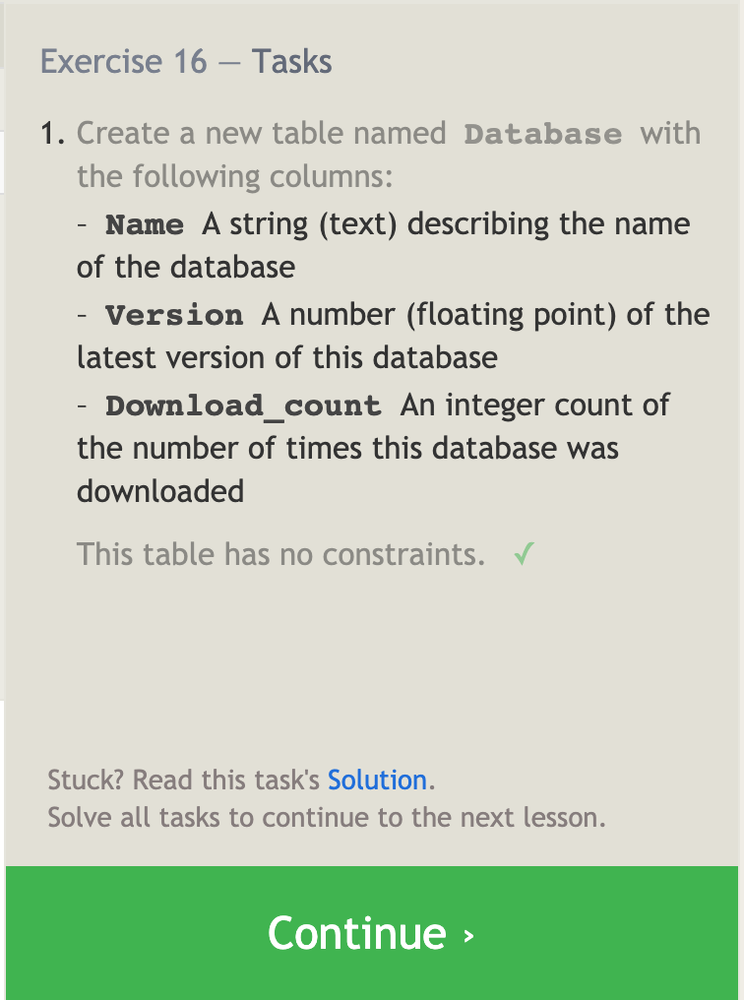 Exercise 16 — Tasks
1. Create a new table named Database with
the following columns:
– Name A string (text) describing the name
of the database
– Version A number (floating point) of the
latest version of this database
– Download_count An integer count of
the number of times this database was
downloaded
This table has no constraints. ✓
Stuck? Read this task's Solution.
Solve all tasks to continue to the next lesson.
Continue ›